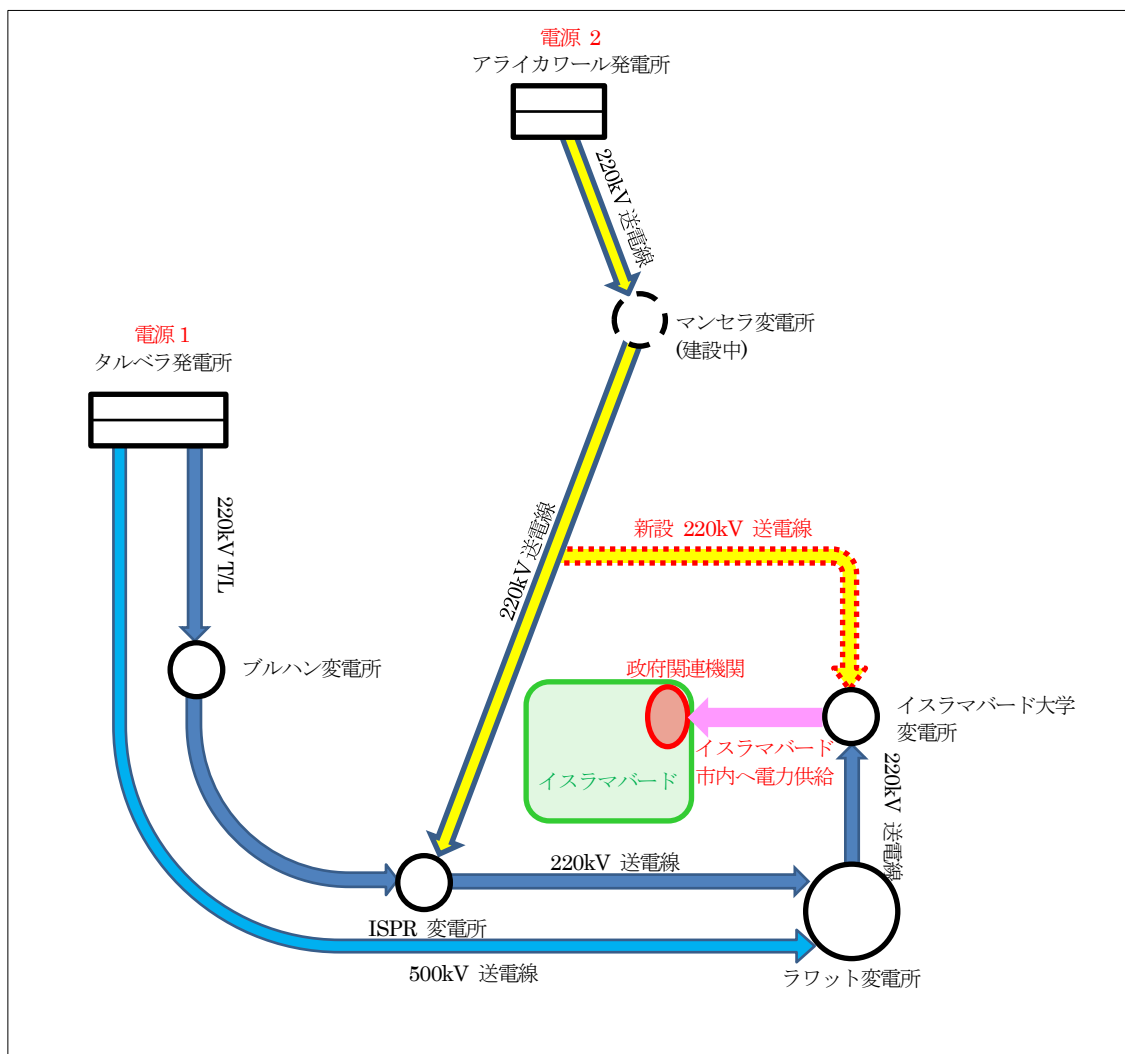 電源 2
アライカワール発電所
220kV 送電線
マンセラ変電所
(建設中)
電源 1
タルベラ発電所
220kV T/L
220kV 送電線
新設 220kV 送電線
ブルハン変電所
政府関連機関
イスラマバード大学
変電所
イスラマバード
市内へ電力供給
イスラマバード
220kV 送電線
220kV 送電線
ISPR 変電所
500kV 送電線
ラワット変電所